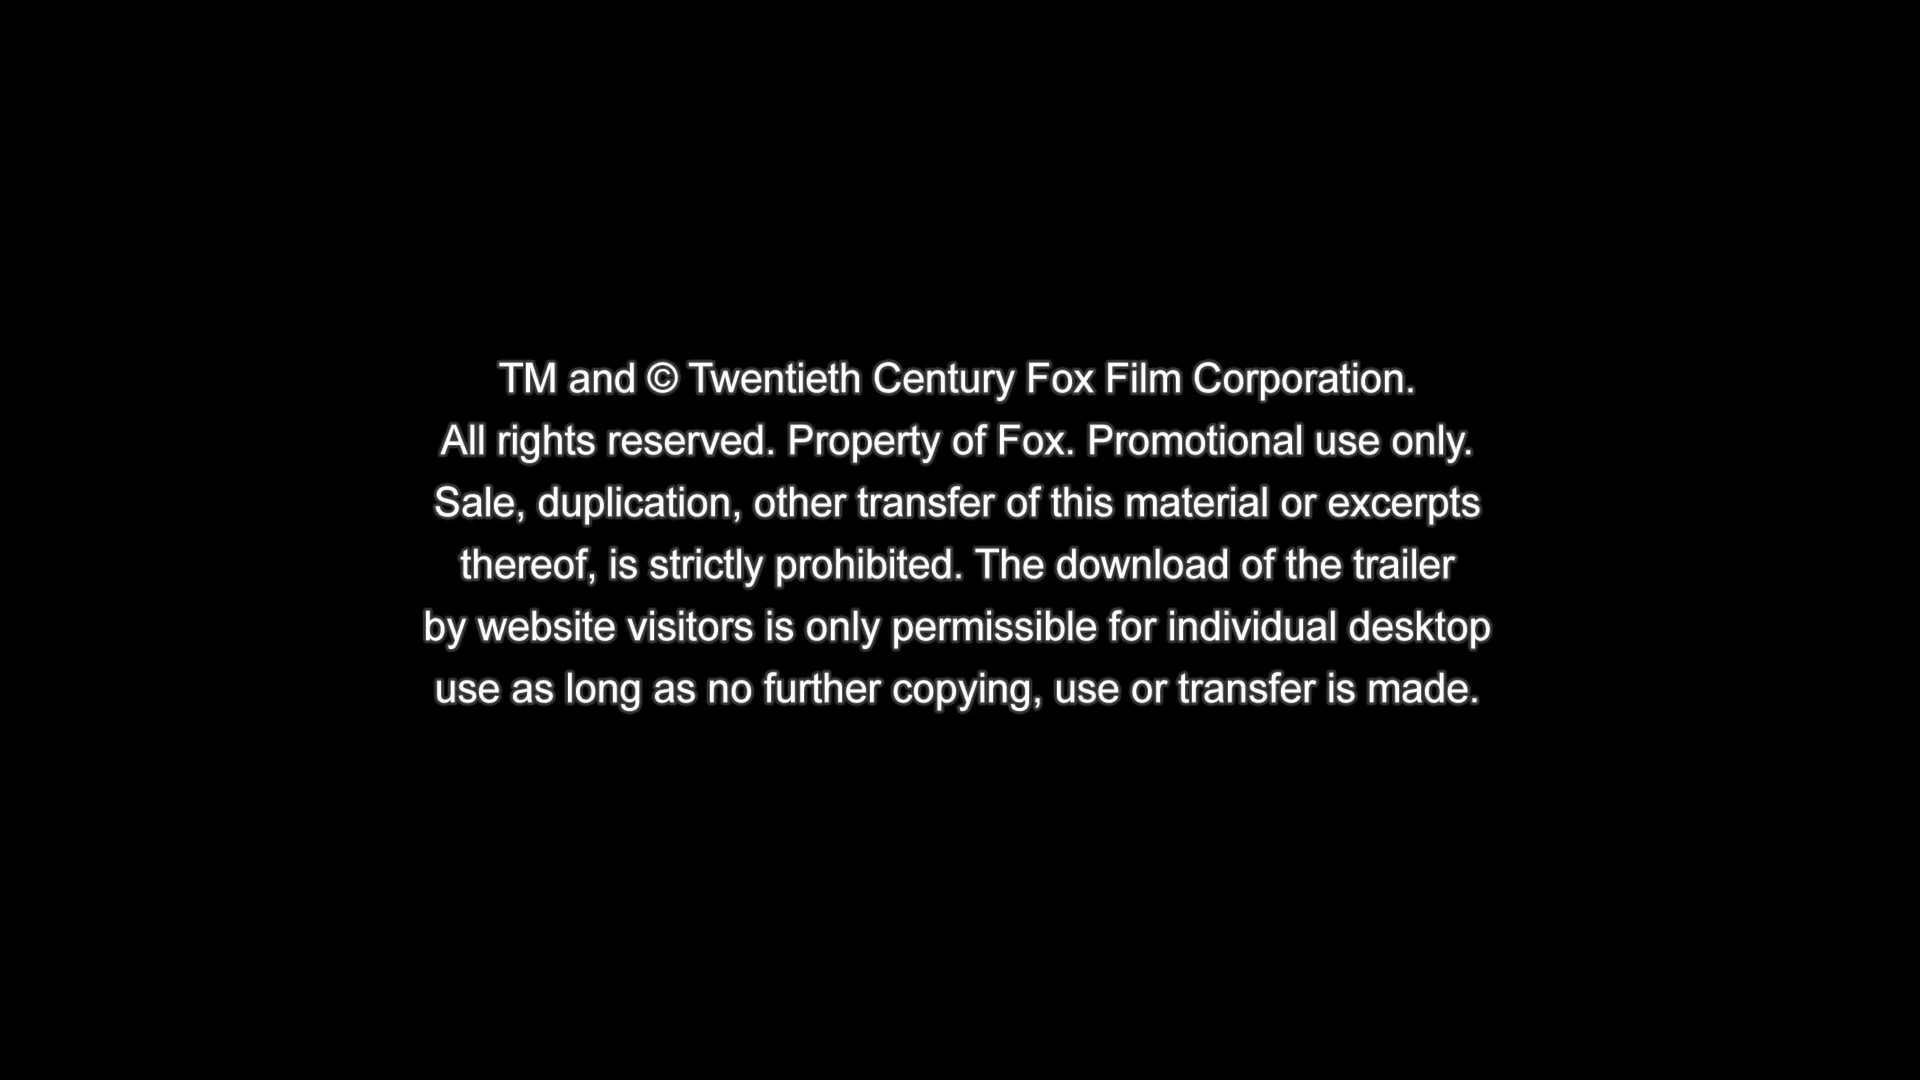 TM and © Twentieth Century Fox Film Corporation.
All rights reserved. Property of Fox. Promotional use only.
Sale, duplication, other transfer of this material or excerpts
thereof, is strictly prohibited. The download of the trailer
by website visitors is only permissible for individual desktop
use as long as no further copying, use or transfer is made.